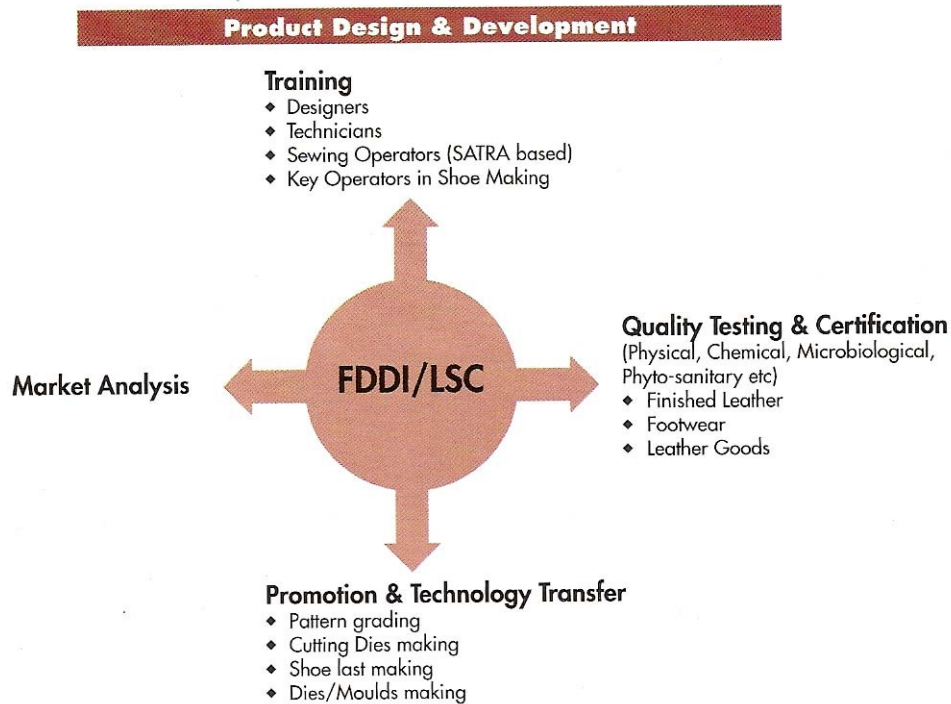 Product Design & Development
Training
◆ Designers
◆ Technicians
◆ Sewing Operators (SATRA based)
◆ Key Operators in Shoe Making
Market Analysis
FDDI/LSC
Quality Testing & Certification
(Physical, Chemical, Microbiological,
Phyto-sanitary etc)
◆ Finished Leather
◆ Footwear
◆ Leather Goods
Promotion & Technology Transfer
◆ Pattern grading
◆ Cutting Dies making
◆ Shoe last making
◆ Dies/Moulds making